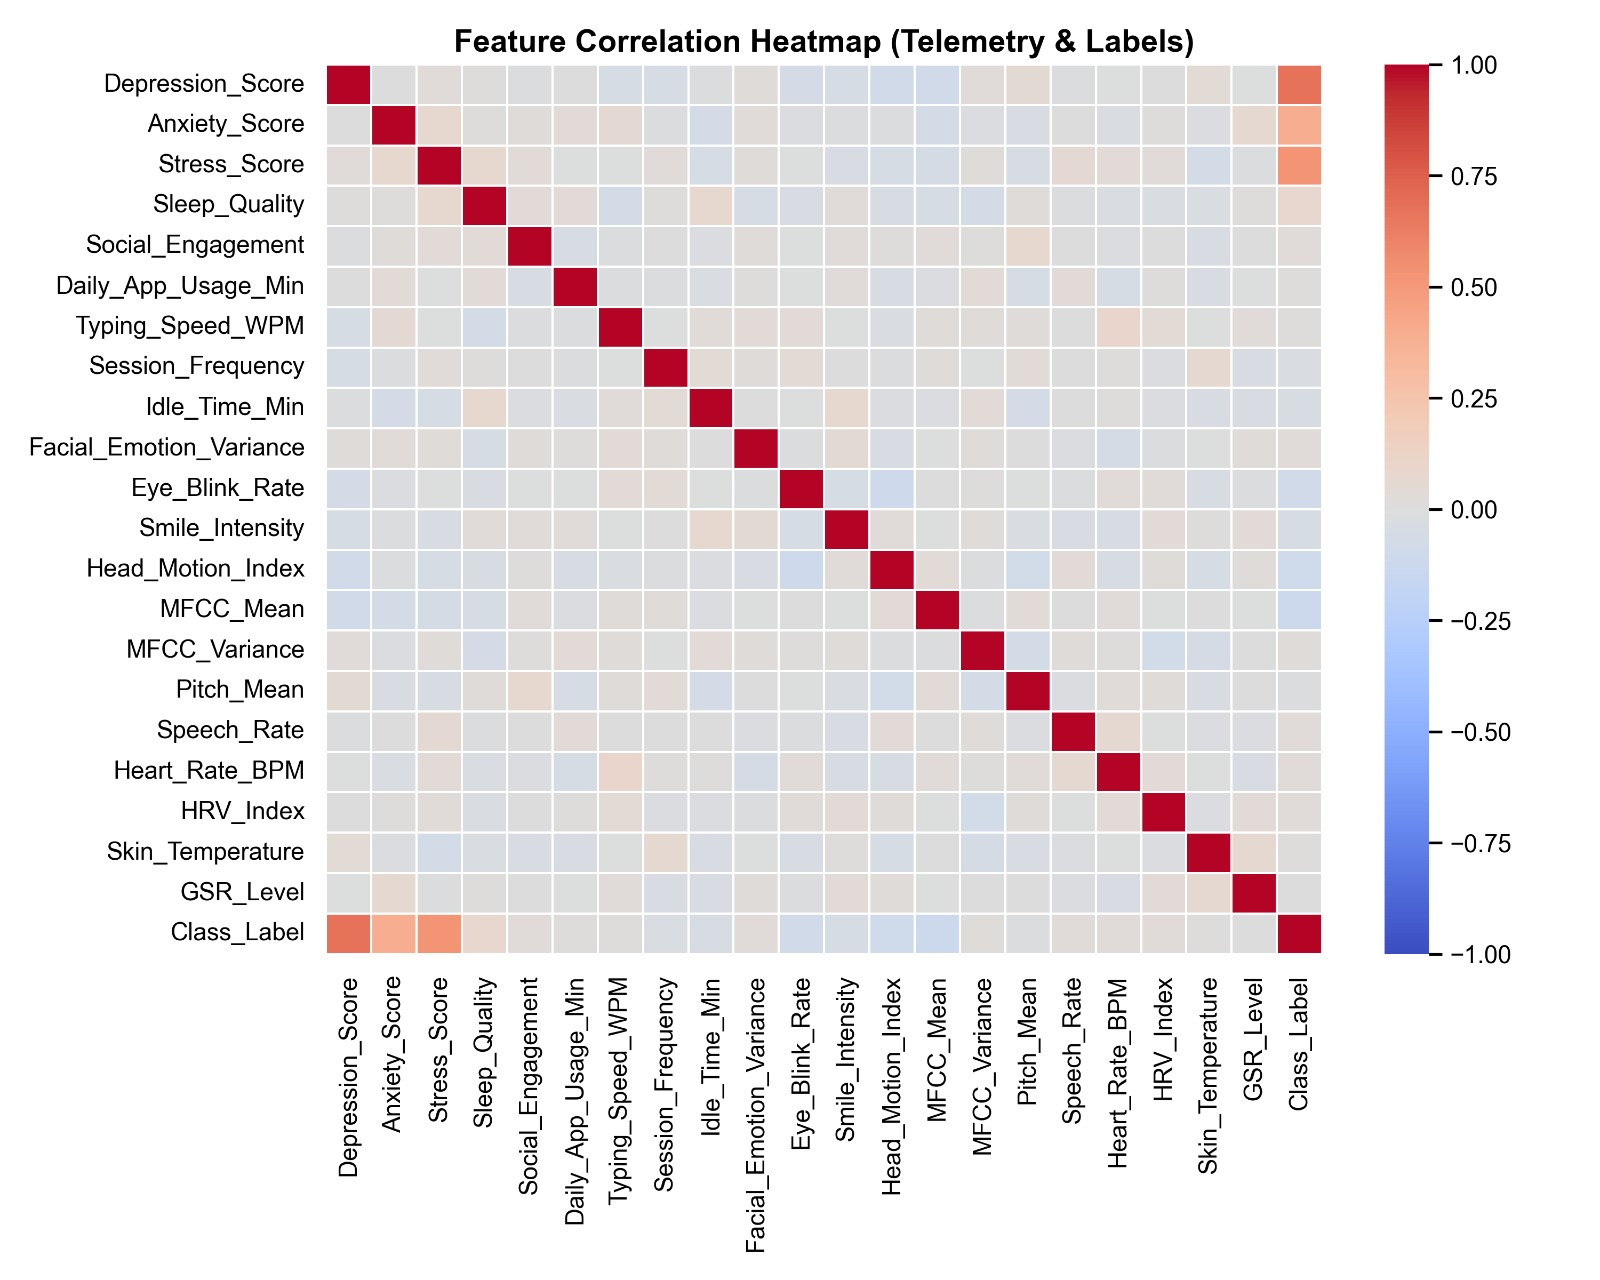 Feature Correlation Heatmap (Telemetry & Labels)
Depression_Score
Anxiety_Score
Stress_Score
Sleep_Quality
Social_Engagement
Daily_App_Usage_Min
Typing_Speed_WPM
Session_Frequency
Idle_Time_Min
Facial_Emotion_Variance
Eye_Blink_Rate
Smile_Intensity
Head_Motion_Index
MFCC_Mean
MFCC_Variance
Pitch_Mean
Speech_Rate
Heart_Rate_BPM
HRV_Index
Skin_Temperature
GSR_Level
Class_Label
Depression_Score
Anxiety_Score
Stress_Score
Sleep_Quality
Social_Engagement
Daily_App_Usage_Min
Typing_Speed_WPM
Session_Frequency
Idle_Time_Min
Facial_Emotion_Variance
Eye_Blink_Rate
Smile_Intensity
Head_Motion_Index
MFCC_Mean
MFCC_Variance
Pitch_Mean
Speech_Rate
Heart_Rate_BPM
HRV_Index
Skin_Temperature
GSR_Level
Class_Label
1.00
0.75
0.50
0.25
0.00
−0.25
−0.50
−0.75
−1.00